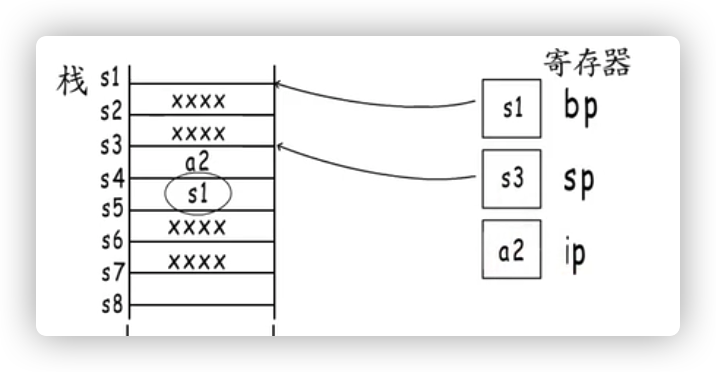 栈
寄存器
s1
xxxx
s2
xxxx
s3
a2
s4
s1
s5
xxxx
s6
xxxx
s7
s8
s1 bp
s3 sp
a2 ip